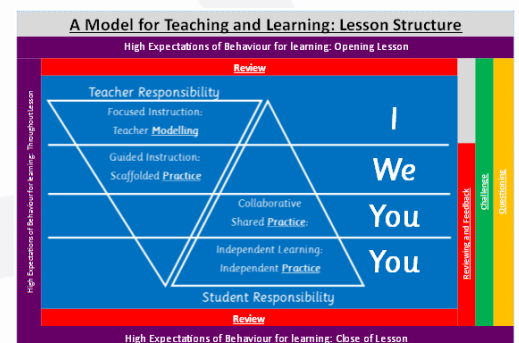 A Model for Teaching and Learning: Lesson Structure
High Expectations of Behaviour for learning: Opening Lesson
High Expectations of Behaviour for learning: Throughout Lesson
Review
Teacher Responsibility
Focused Instruction:
Teacher Modelling
I
Guided Instruction:
Scaffolded Practice
We
Collaborative
Shared Practice:
You
Independent Learning:
Independent Practice
You
Student Responsibility
Reviewing and Feedback
Challenge
Questioning
Review
High Expectations of Behaviour for learning: Close of Lesson